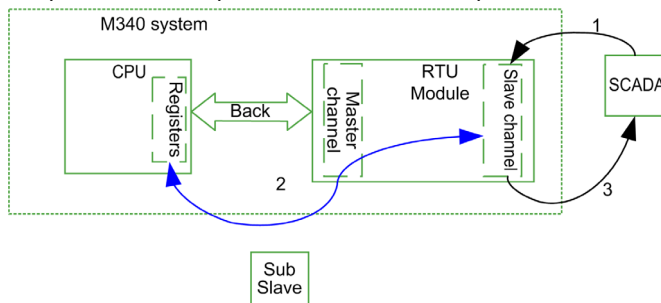 M340 system
CPU
Registers
Back
Master
channel
RTU
Module
Slave channel
SCADA
1
2
3
Sub
Slave